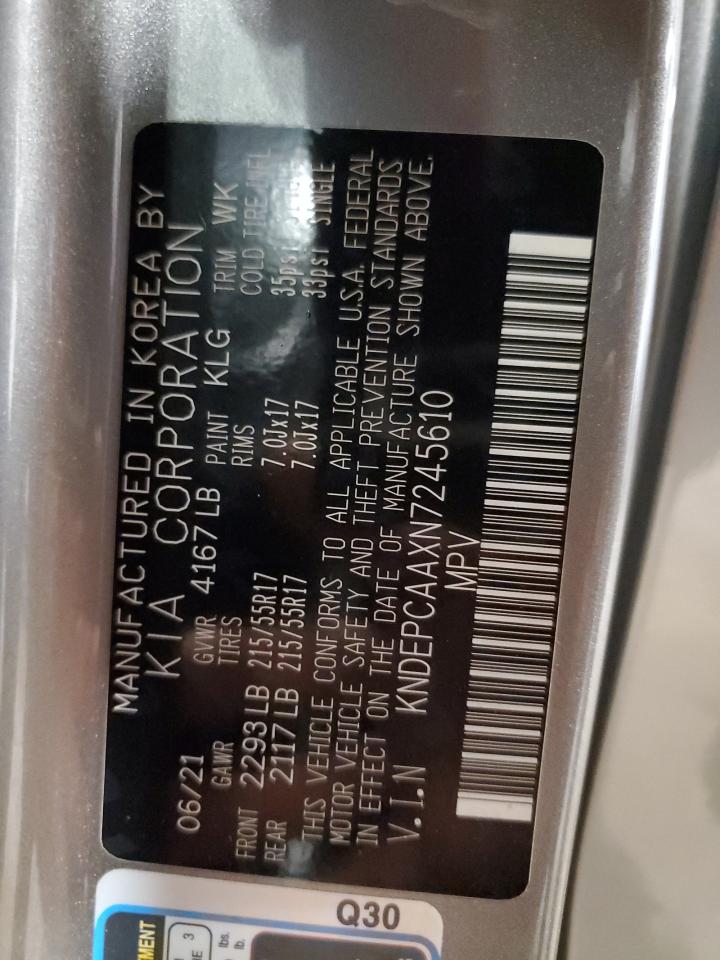 MANUFACTURED IN KOREA BY
KIA CORPORATION
06/21 GVWR 4167 LB PAINT KLG TRIM WK
GAWR TIRES RIMS COLD TIRE INFL
FRONT 2293 LB 215/55R17 7.0Jx17 35psi
REAR 2117 LB 215/55R17 7.0Jx17 33psi SINGLE
THIS VEHICLE CONFORMS TO ALL APPLICABLE U.S.A. FEDERAL
MOTOR VEHICLE SAFETY AND THEFT PREVENTION STANDARDS
IN EFFECT ON THE DATE OF MANUFACTURE SHOWN ABOVE.
V.I.N KNDEPCAAXN7245610
MPV
Q30
3
lbs.
lb.